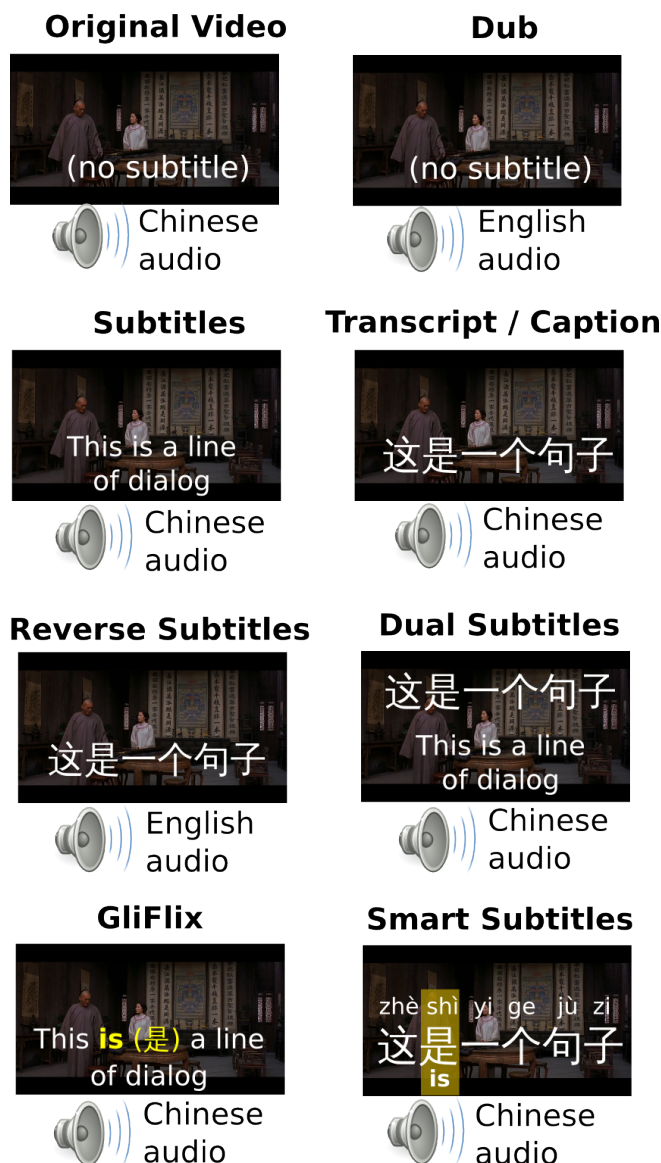 Original Video
(no subtitle)
Chinese
audio
Dub
(no subtitle)
English
audio
Subtitles
This is a line
of dialog
Chinese
audio
Transcript / Caption
这是一个句子
Chinese
audio
Reverse Subtitles
这是一个句子
English
audio
Dual Subtitles
这是一个句子
This is a line
of dialog
Chinese
audio
GliFlix
This is (是) a line
of dialog
Chinese
audio
Smart Subtitles
zhè shì yi ge jù zi
这是一个句子
is
Chinese
audio